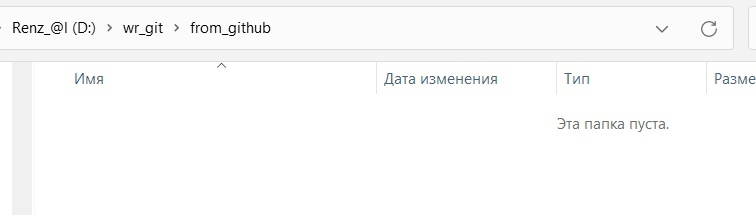 Renz_@l (D:) > wr_git > from_github
Имя Дата изменения Тип Разме
Эта папка пуста.